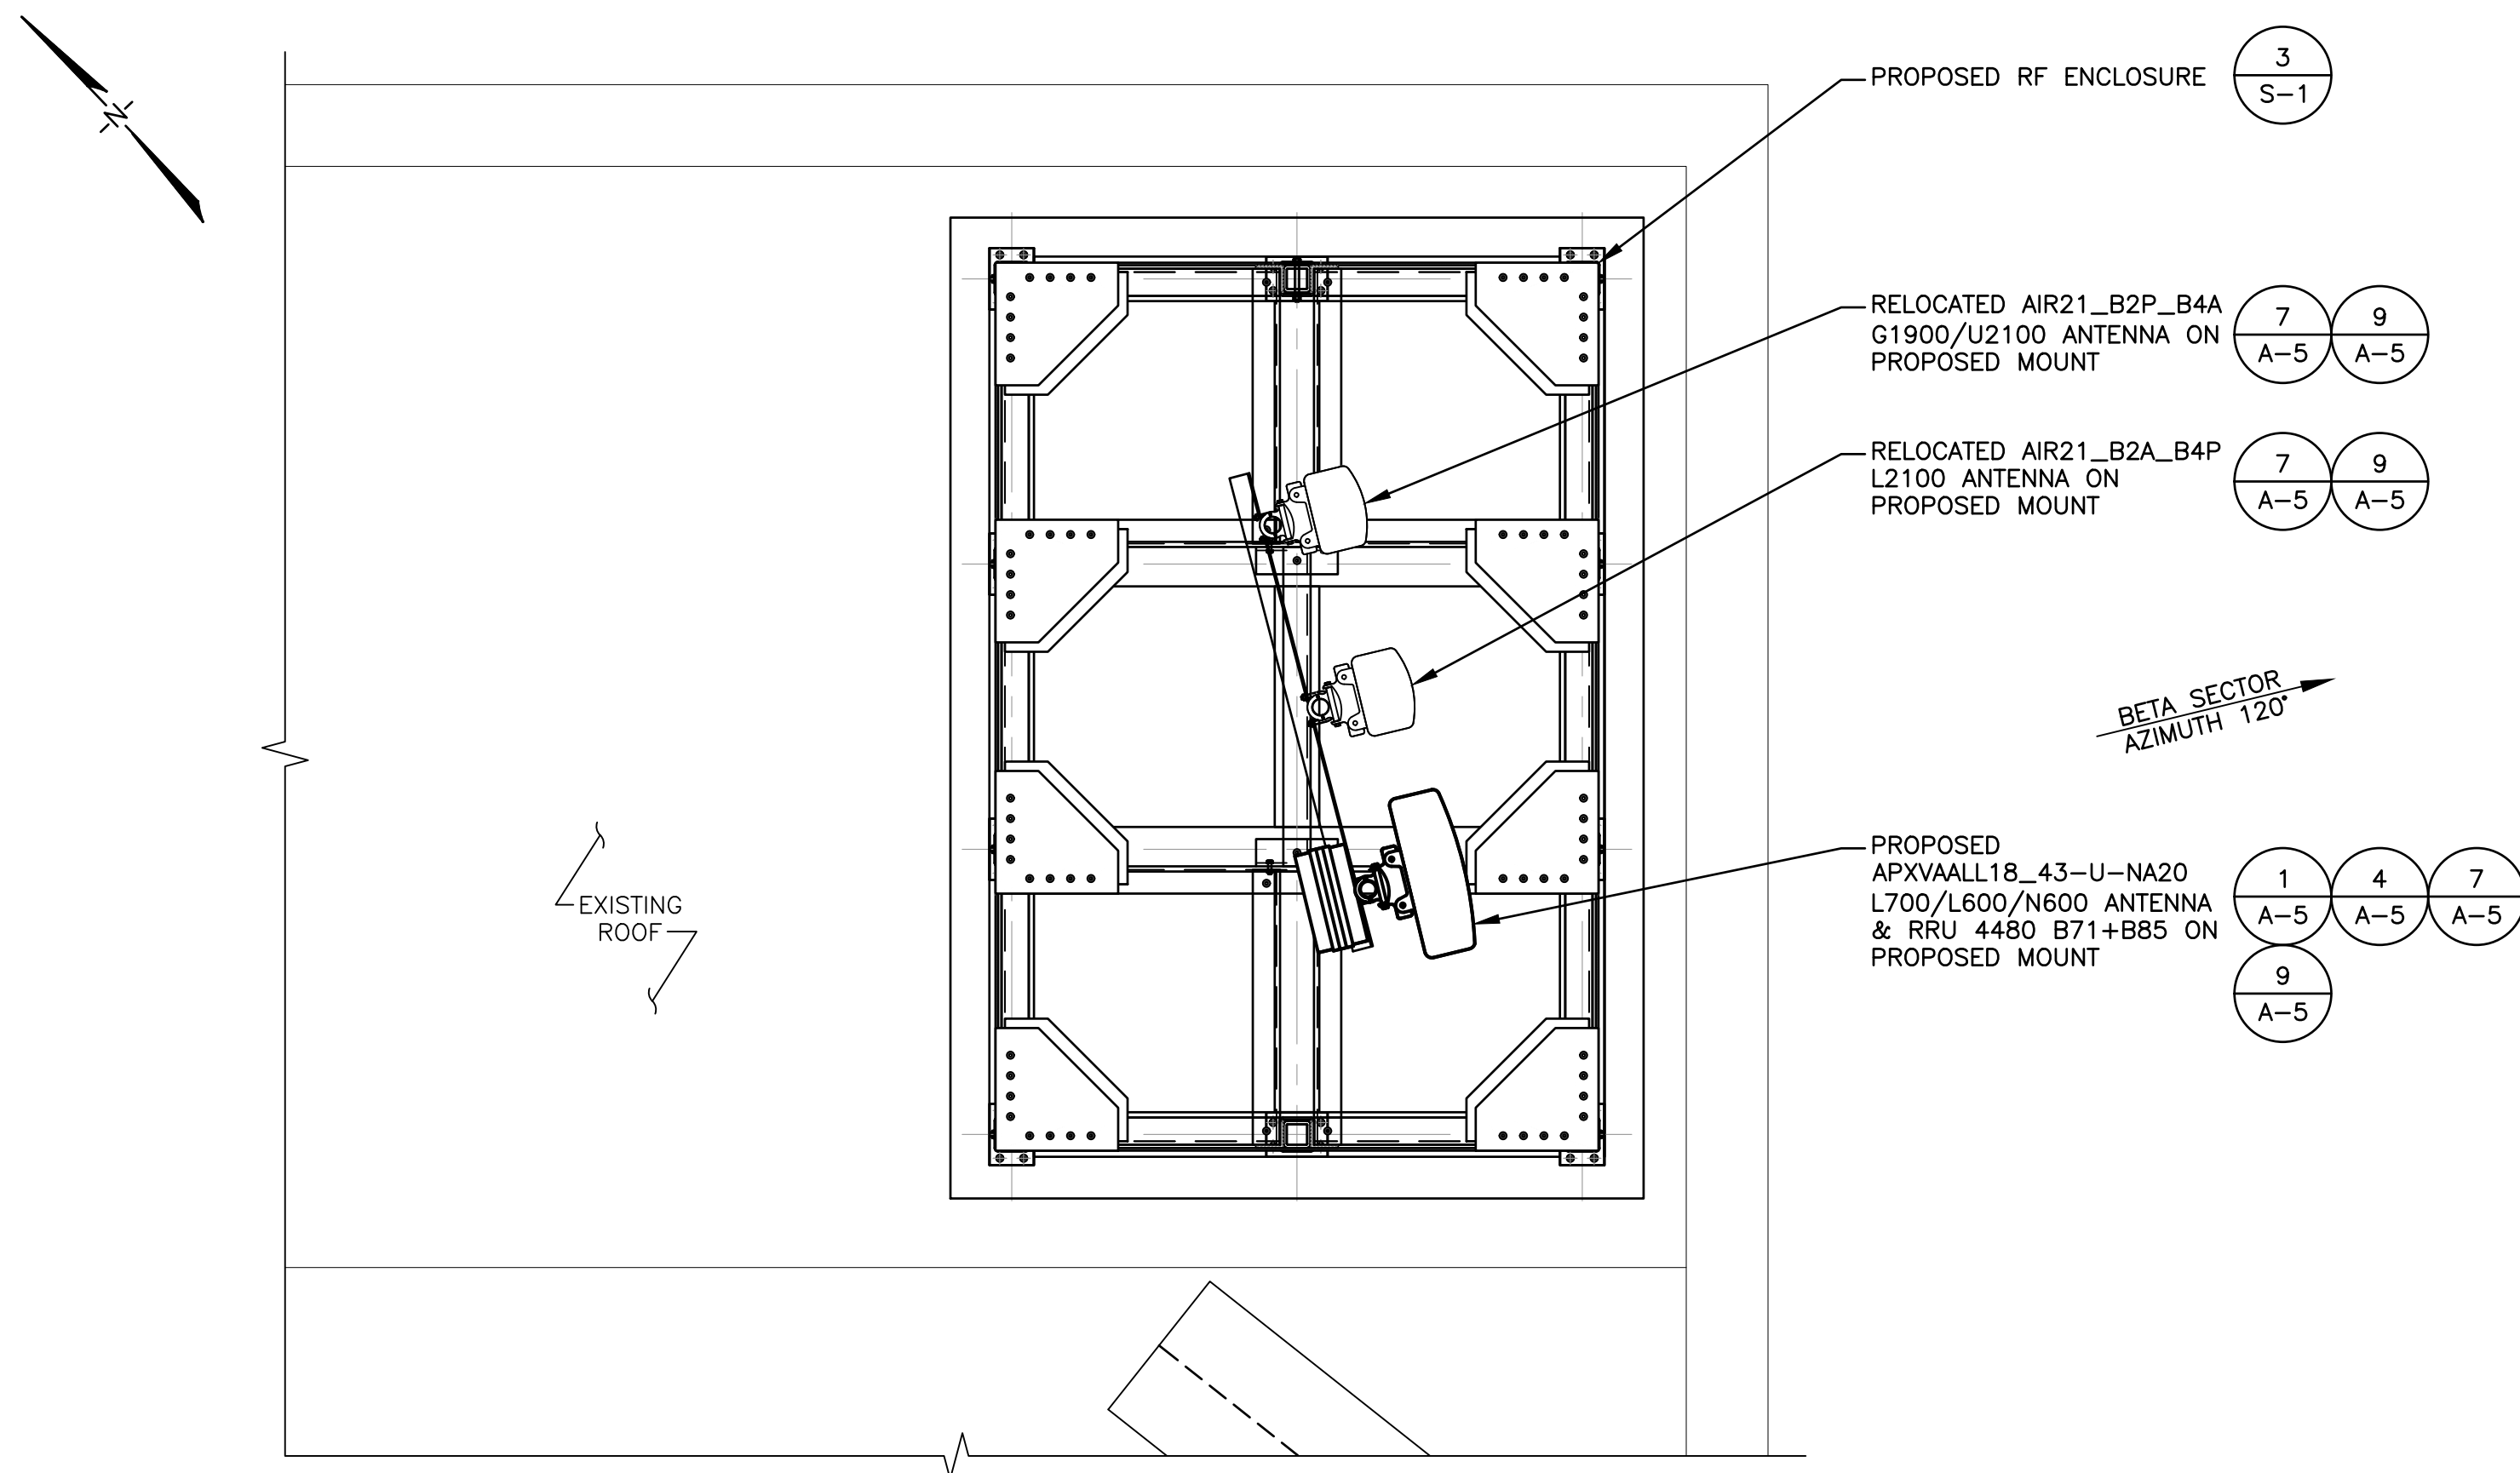 N
PROPOSED RF ENCLOSURE
3
S-1
RELOCATED AIR21_B2P_B4A
G1900/U2100 ANTENNA ON
PROPOSED MOUNT
7
A-5
9
A-5
RELOCATED AIR21_B2A_B4P
L2100 ANTENNA ON
PROPOSED MOUNT
7
A-5
9
A-5
BETA SECTOR
AZIMUTH 120°
PROPOSED
APXVAALL18_43-U-NA20
L700/L600/N600 ANTENNA
& RRU 4480 B71+B85 ON
PROPOSED MOUNT
1
A-5
4
A-5
7
A-5
9
A-5
EXISTING
ROOF